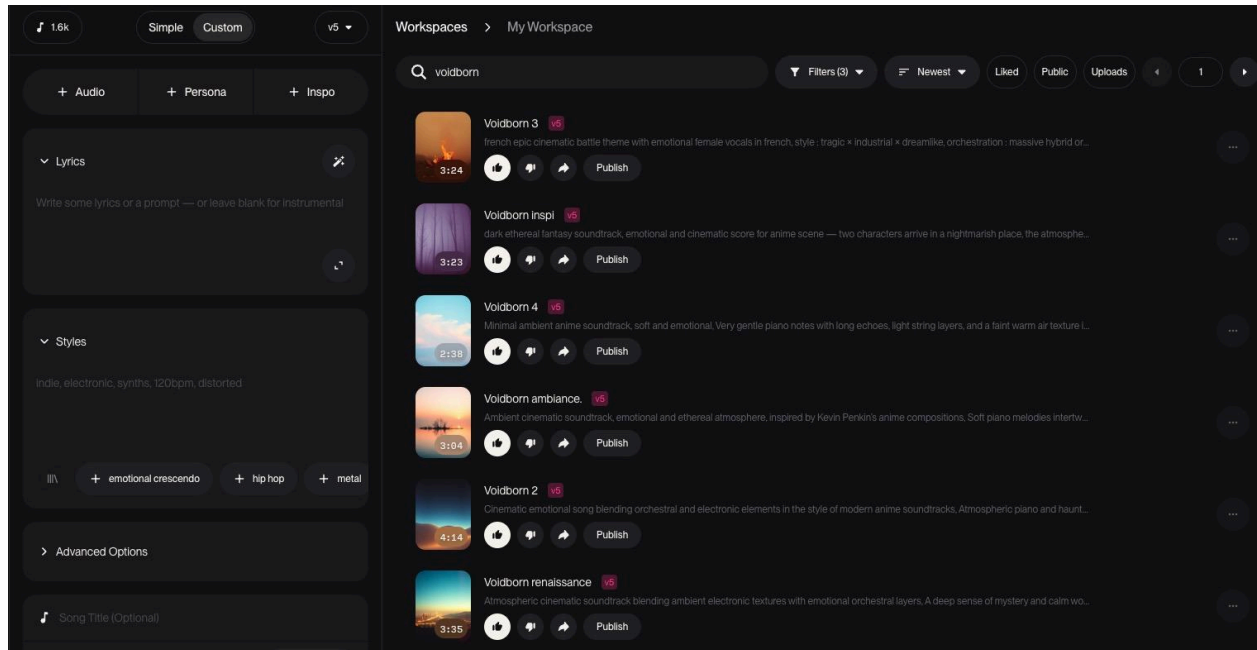 1.6k
Simple Custom
v5
+ Audio
+ Persona
+ Inspo
Lyrics
Write some lyrics or a prompt — or leave blank for instrumental
Styles
Indie, electronic, synths, 120bpm, distorted
+ emotional crescendo
+ hip hop
+ metal
Advanced Options
Song Title (Optional)
Workspaces > My Workspace
voidborn
Filters (3)
Newest
Liked
Public
Uploads
1
Voidborn 3 v5
french epic cinematic battle theme with emotional female vocals in french, style : tragic × industrial × dreamlike, orchestration : massive hybrid or...
3:24
Publish
Voidborn inspi v5
dark ethereal fantasy soundtrack, emotional and cinematic score for anime scene — two characters arrive in a nightmarish place, the atmosphe...
3:23
Publish
Voidborn 4 v5
Minimal ambient anime soundtrack, soft and emotional, Very gentle piano notes with long echoes, light string layers, and a faint warm air texture i...
2:38
Publish
Voidborn ambiance. v5
Ambient cinematic soundtrack, emotional and ethereal atmosphere, inspired by Kevin Penkin's anime compositions. Soft piano melodies intertw...
3:04
Publish
Voidborn 2 v5
Cinematic emotional song blending orchestral and electronic elements in the style of modern anime soundtracks, Atmospheric piano and haunt...
4:14
Publish
Voidborn renaissance v5
Atmospheric cinematic soundtrack blending ambient electronic textures with emotional orchestral layers, A deep sense of mystery and calm wo...
3:35
Publish